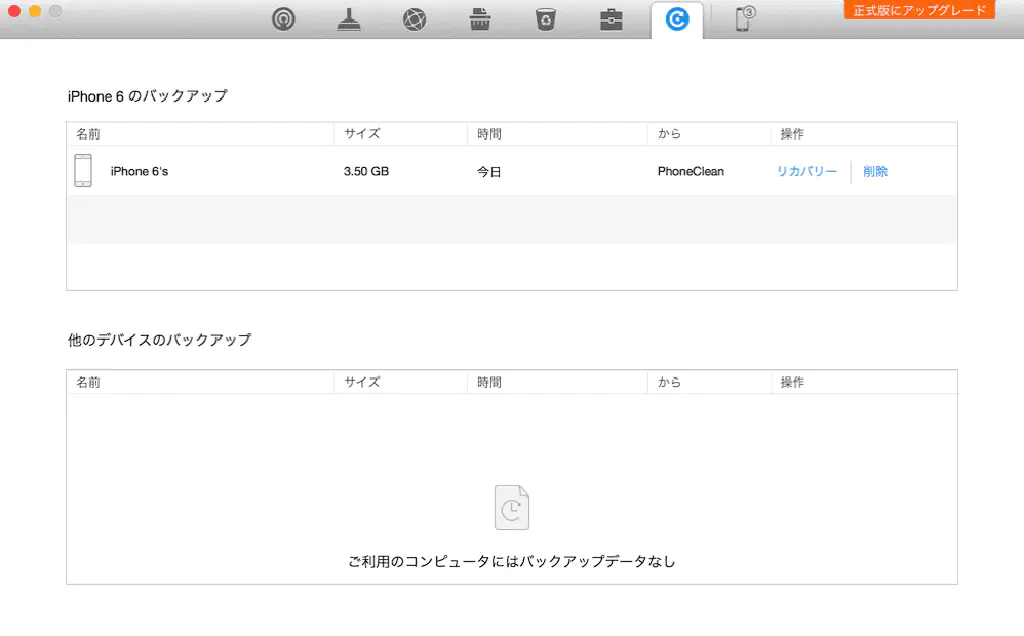 正式版にアップグレード
3
iPhone 6 のバックアップ
名前 サイズ 時間 から 操作
iPhone 6's 3.50 GB 今日 PhoneClean リカバリー 削除
他のデバイスのバックアップ
名前 サイズ 時間 から 操作
ご利用のコンピュータにはバックアップデータなし